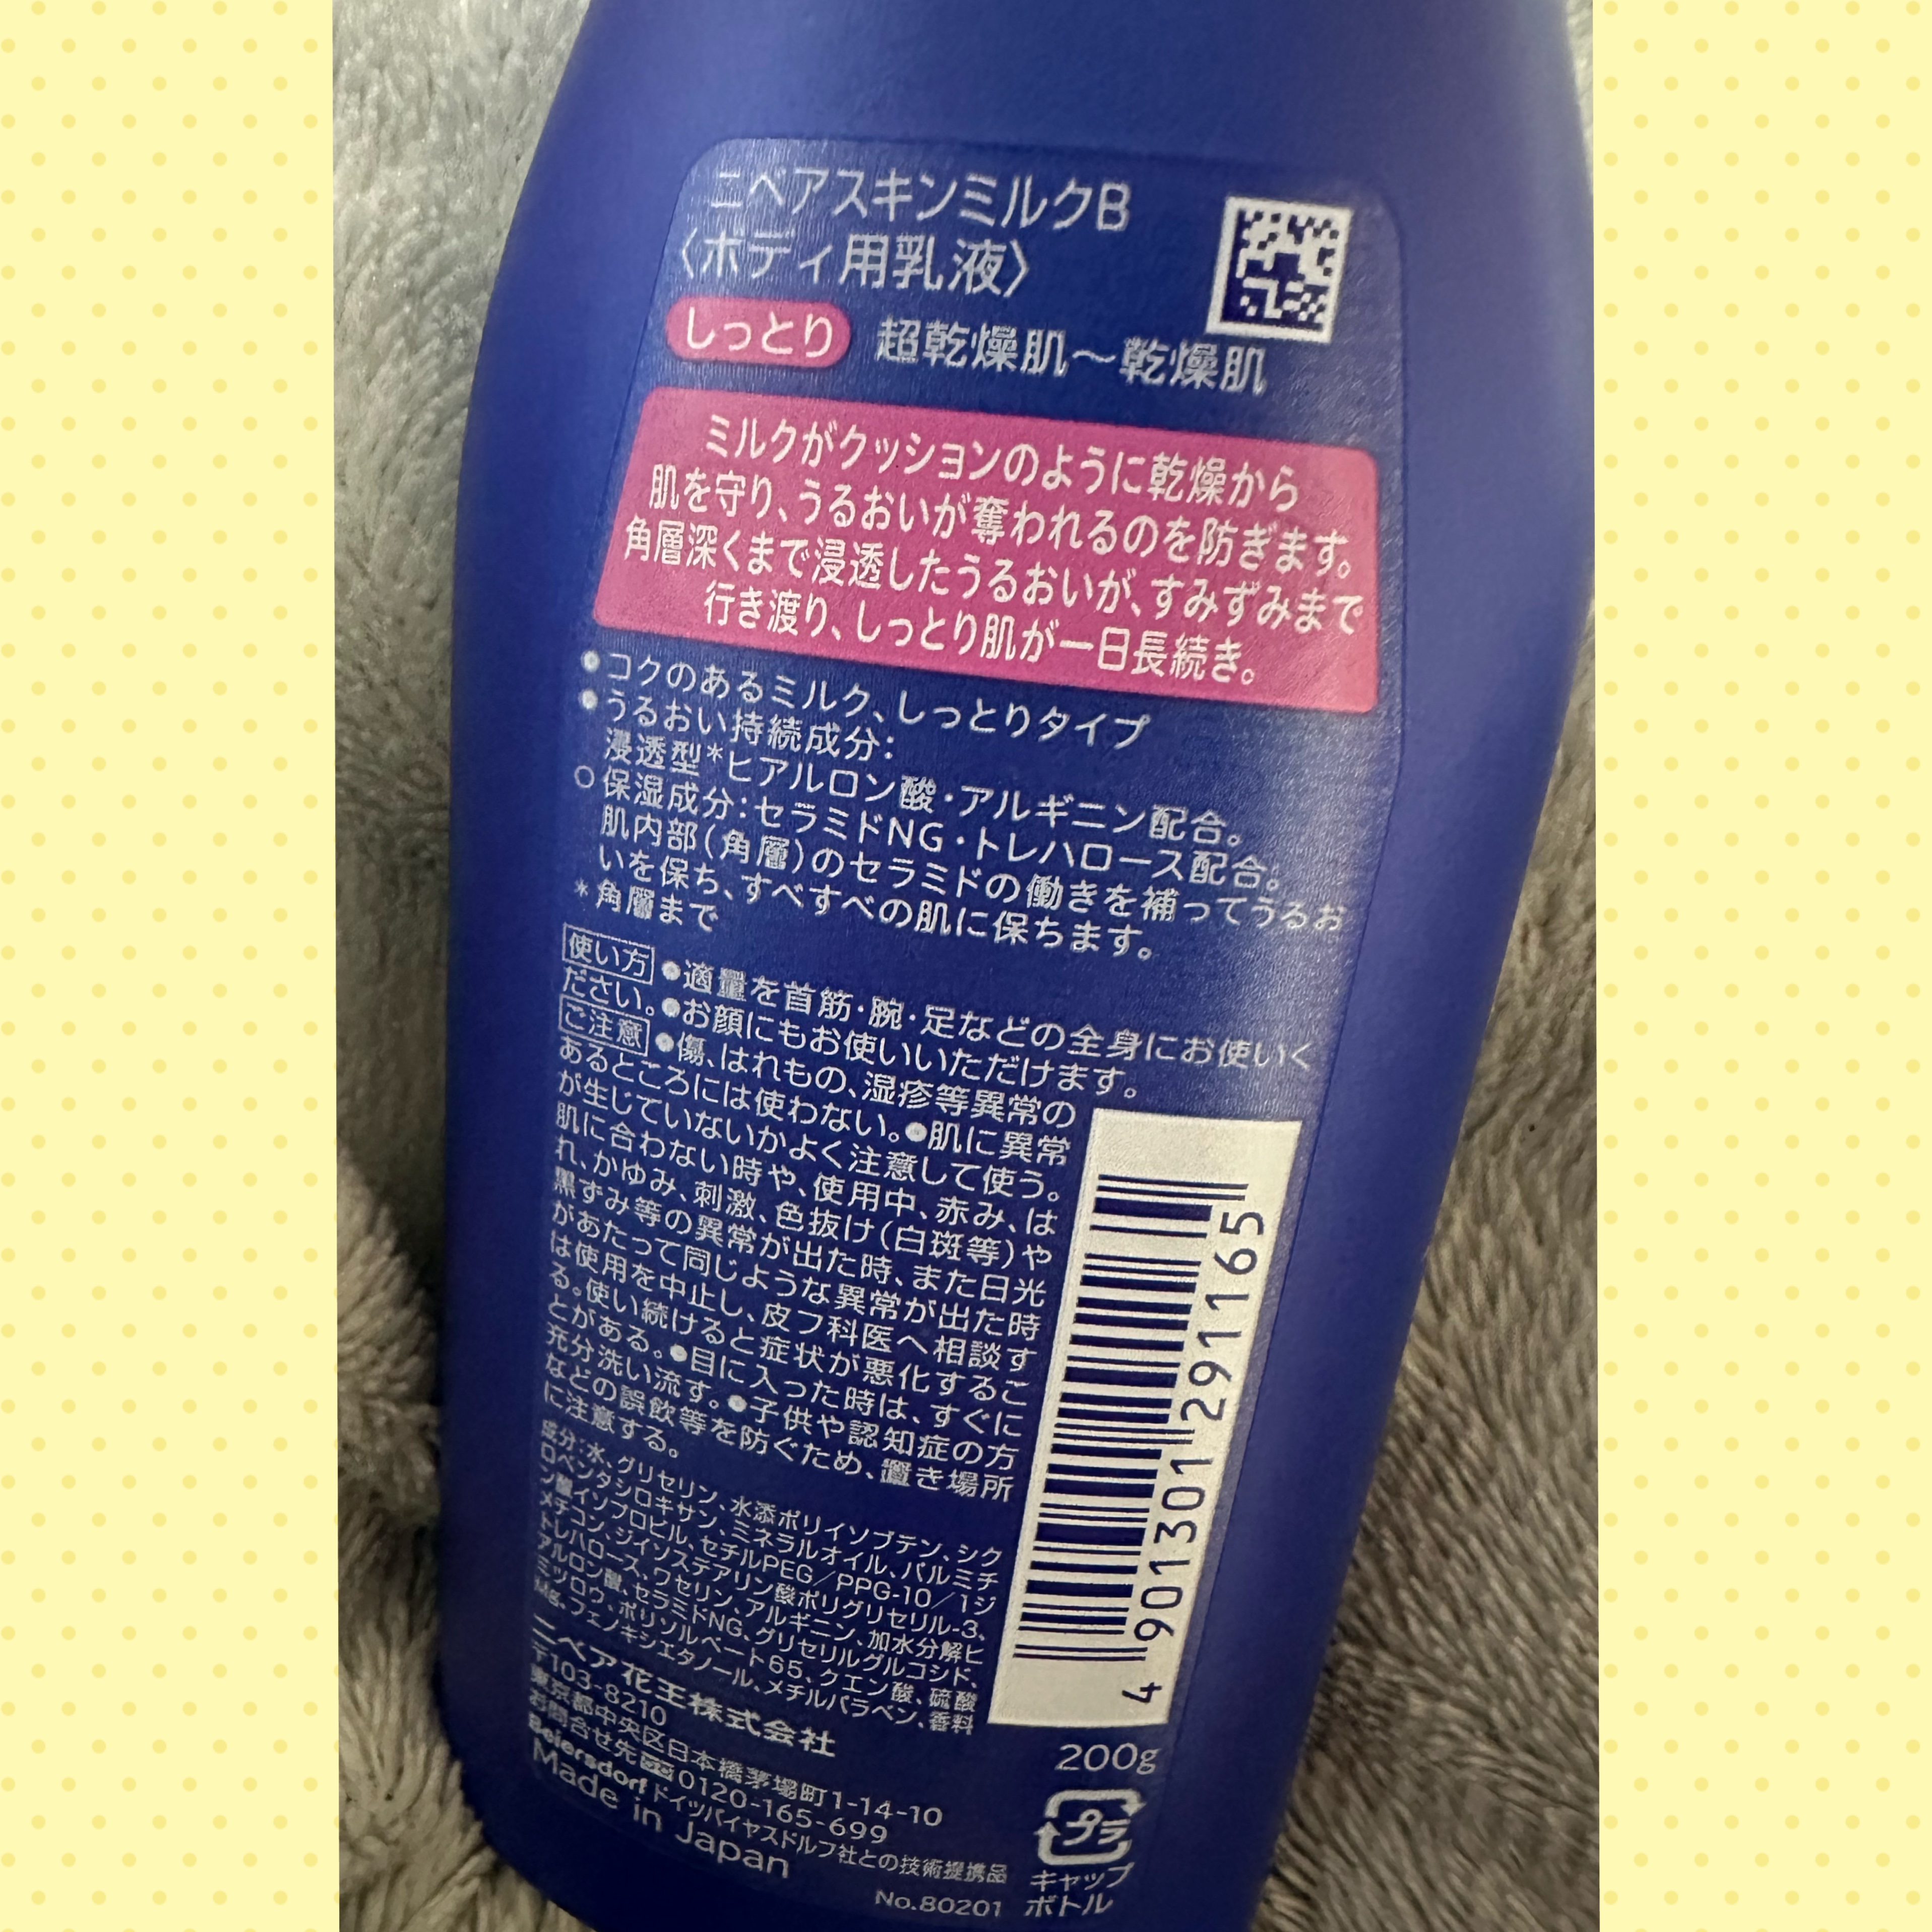 ニベアスキンミルクB
〈ボディ用乳液〉
しっとり 超乾燥肌～乾燥肌
ミルクがクッションのように乾燥から
肌を守り、うるおいが奪われるのを防ぎます。
角層深くまで浸透したうるおいが、すみずみまで
行き渡り、しっとり肌が一日長続き。
●コクのあるミルク、しっとりタイプ
●うるおい持続成分：
浸透型*ヒアルロン酸・アルギニン配合。
○保湿成分：セラミドNG・トレハロース配合。
肌内部（角層）のセラミドの働きを補ってうるお
いを保ち、すべすべの肌に保ちます。
*角層まで
使い方 ●適量を首筋・腕・足などの全身にお使いく
ださい。●お顔にもお使いいただけます。
ご注意 ●傷、はれもの、湿疹等異常の
あるところには使わない。●肌に異常
が生じていないかよく注意して使う。
肌に合わない時や、使用中、赤み、は
れ、かゆみ、刺激、色抜け（白斑等）や
黒ずみ等の異常が出た時、また日光
があたって同じような異常が出た時
は使用を中止し、皮フ科医へ相談す
る。使い続けると症状が悪化するこ
とがある。●目に入った時は、すぐに
充分洗い流す。●子供や認知症の方
などの誤飲等を防ぐため、置き場所
に注意する。
成分：水、グリセリン、水添ポリイソブテン、シク
ロペンタシロキサン、ミネラルオイル、パルミチ
ン酸イソプロピル、セチルPEG／PPG-10／1ジ
メチコン、ジイソステアリン酸ポリグリセリル-3、
トレハロース、ワセリン、アルギニン、加水分解ヒ
アルロン酸、セラミドNG、グリセリルグルコシド、
ミツロウ、ポリソルベート65、クエン酸、硫酸
Mg、フェノキシエタノール、メチルパラベン、香料
ニベア花王株式会社
〒103-8210
東京都中央区日本橋茅場町1-14-10
お問合せ先 0120-165-699
Beiersdorf ドイツバイヤスドルフ社との技術提携品
Made in Japan
No.80201
4 901301 291165
200g
プラ
キャップ
ボトル